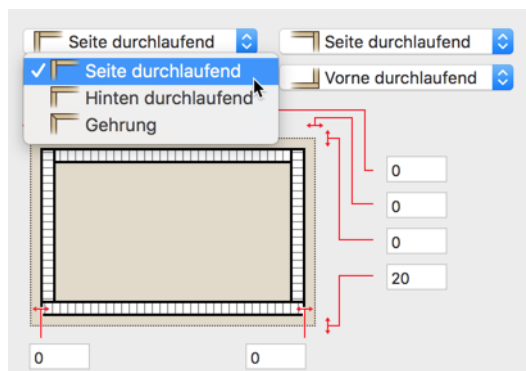 Seite durchlaufend Seite durchlaufend
✓ Seite durchlaufend Vorne durchlaufend
Hinten durchlaufend
Gehrung
0
0
0
20
0 0